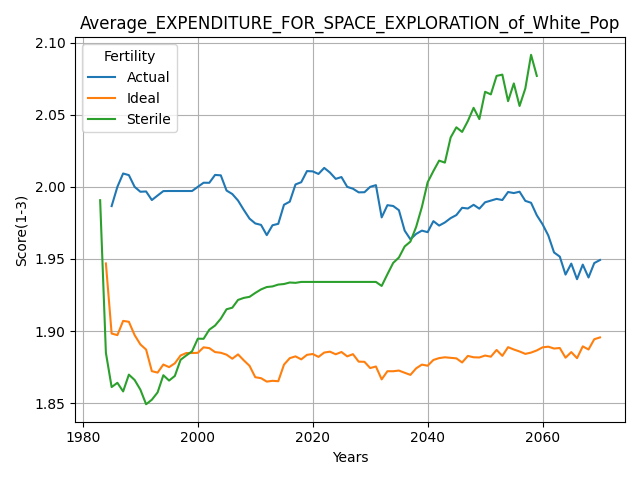 Average_EXPENDITURE_FOR_SPACE_EXPLORATION_of_White_Pop
Fertility
Actual
Ideal
Sterile
Score(1-3)
2.10
2.05
2.00
1.95
1.90
1.85
1980
2000
2020
2040
2060
Years